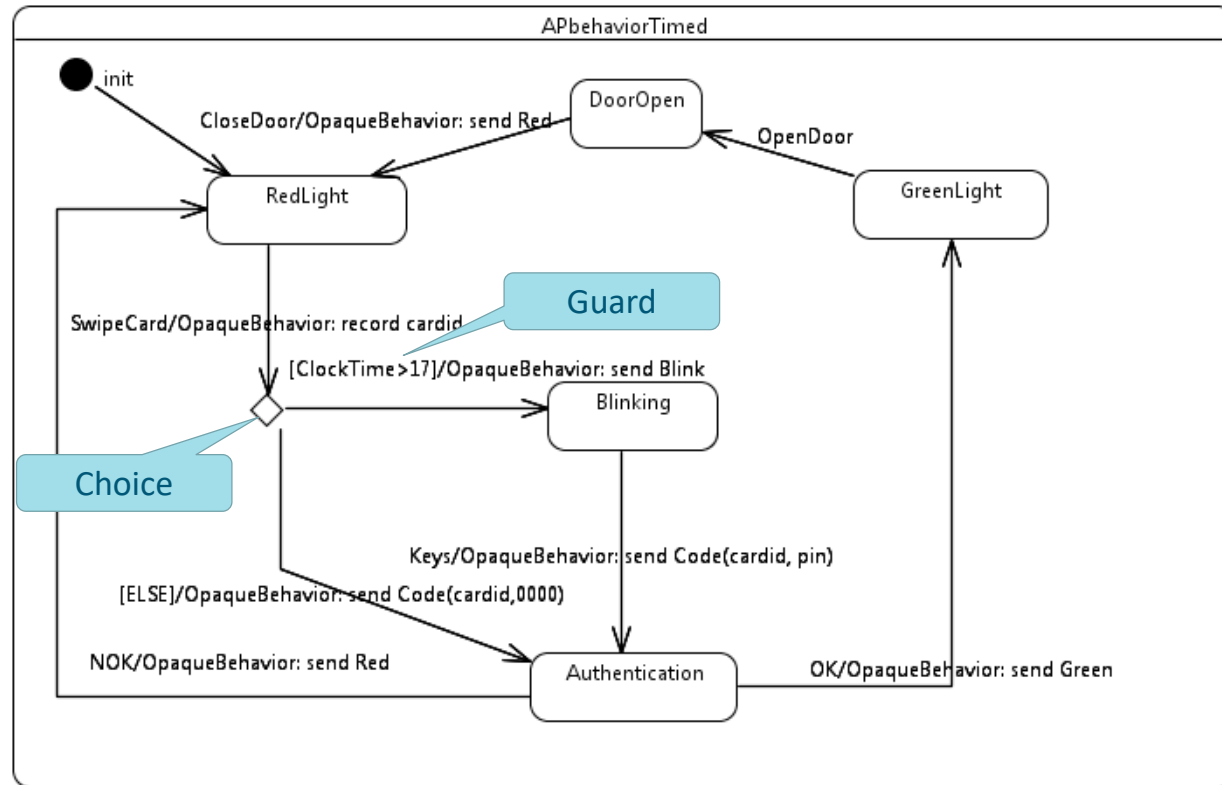 APbehaviorTimed
init
DoorOpen
CloseDoor/OpaqueBehavior: send Red
OpenDoor
RedLight
GreenLight
Guard
SwipeCard/OpaqueBehavior: record cardid
[ClockTime>17]/OpaqueBehavior: send Blink
Blinking
Choice
Keys/OpaqueBehavior: send Code(cardid, pin)
[ELSE]/OpaqueBehavior: send Code(cardid,0000)
NOK/OpaqueBehavior: send Red
Authentication
OK/OpaqueBehavior: send Green